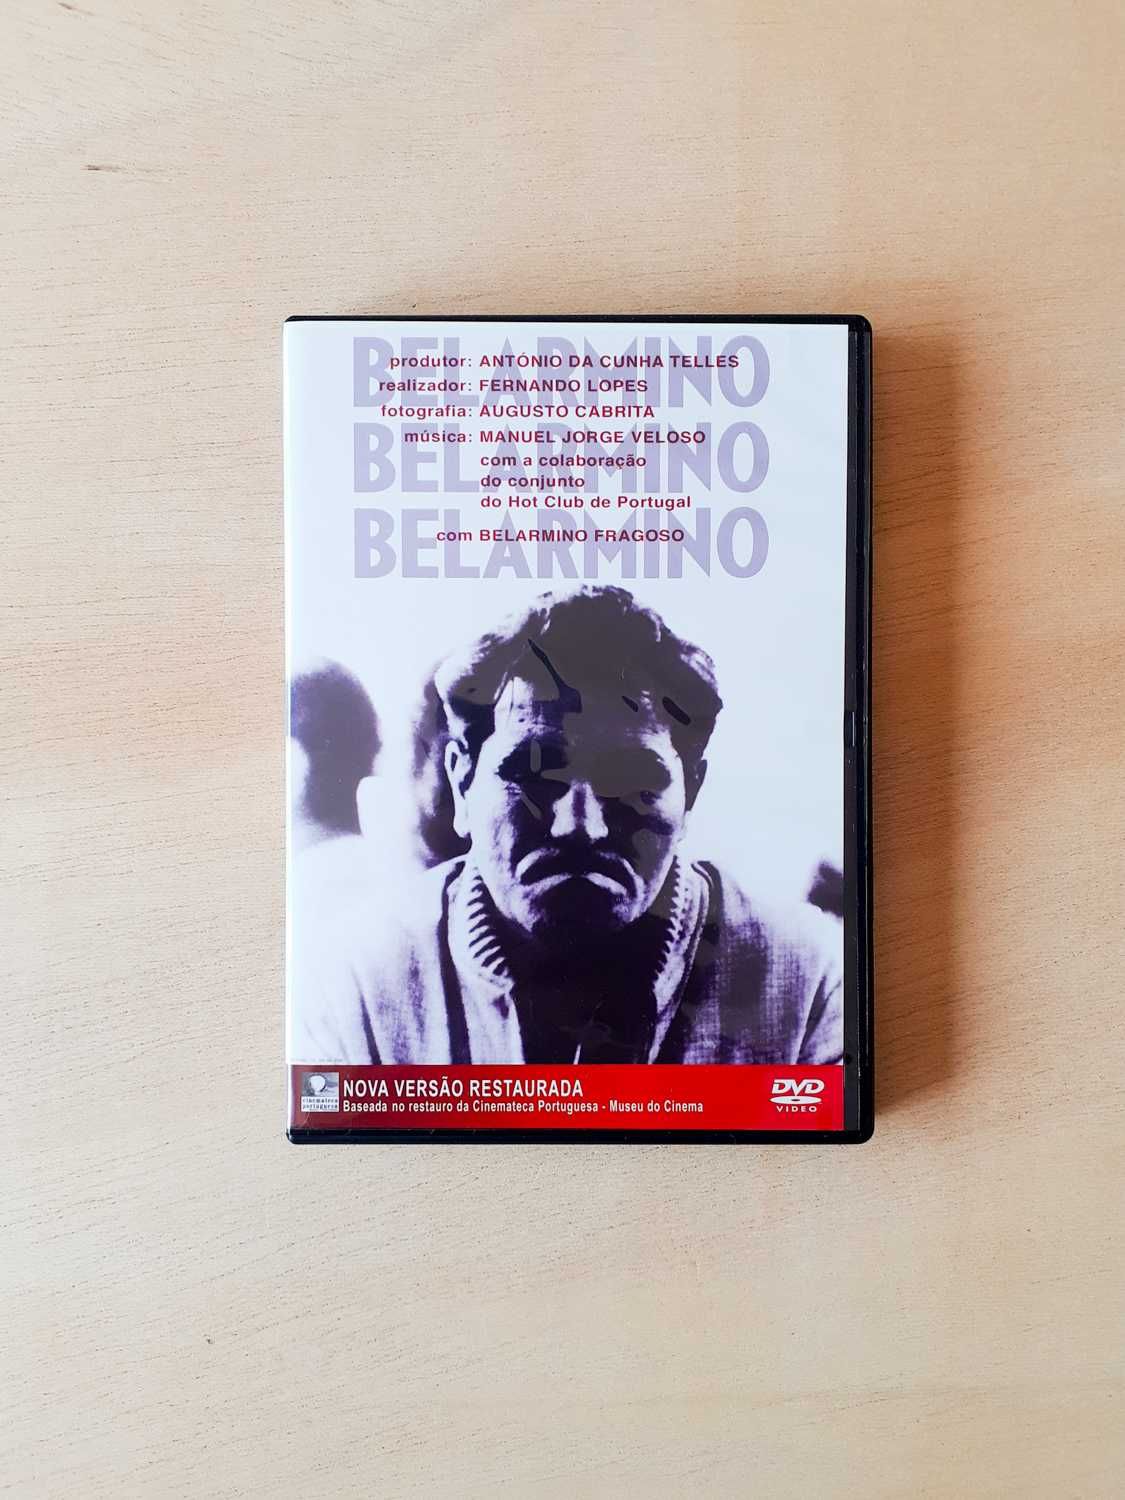 BELARMINO
produtor: ANTÓNIO DA CUNHA TELLES
realizador: FERNANDO LOPES
fotografia: AUGUSTO CABRITA
BELARMINO
música: MANUEL JORGE VELOSO
com a colaboração
do conjunto
do Hot Club de Portugal
BELARMINO
com BELARMINO FRAGOSO
cinemateca
portuguesa
NOVA VERSÃO RESTAURADA
Baseada no restauro da Cinemateca Portuguesa - Museu do Cinema
DVD
VIDEO